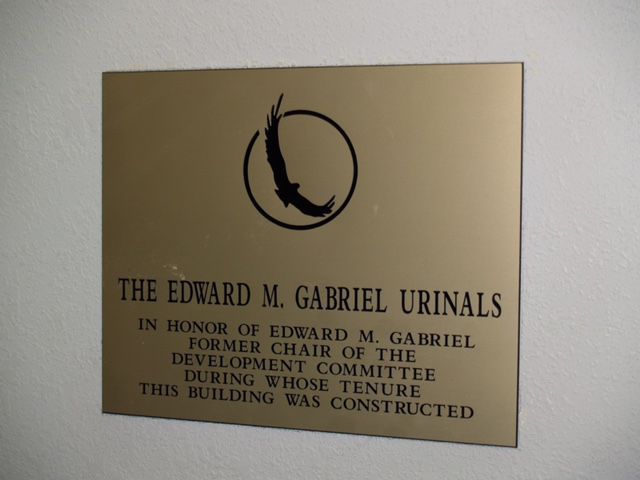 THE EDWARD M. GABRIEL URINALS
IN HONOR OF EDWARD M. GABRIEL
FORMER CHAIR OF THE
DEVELOPMENT COMMITTEE
DURING WHOSE TENURE
THIS BUILDING WAS CONSTRUCTED